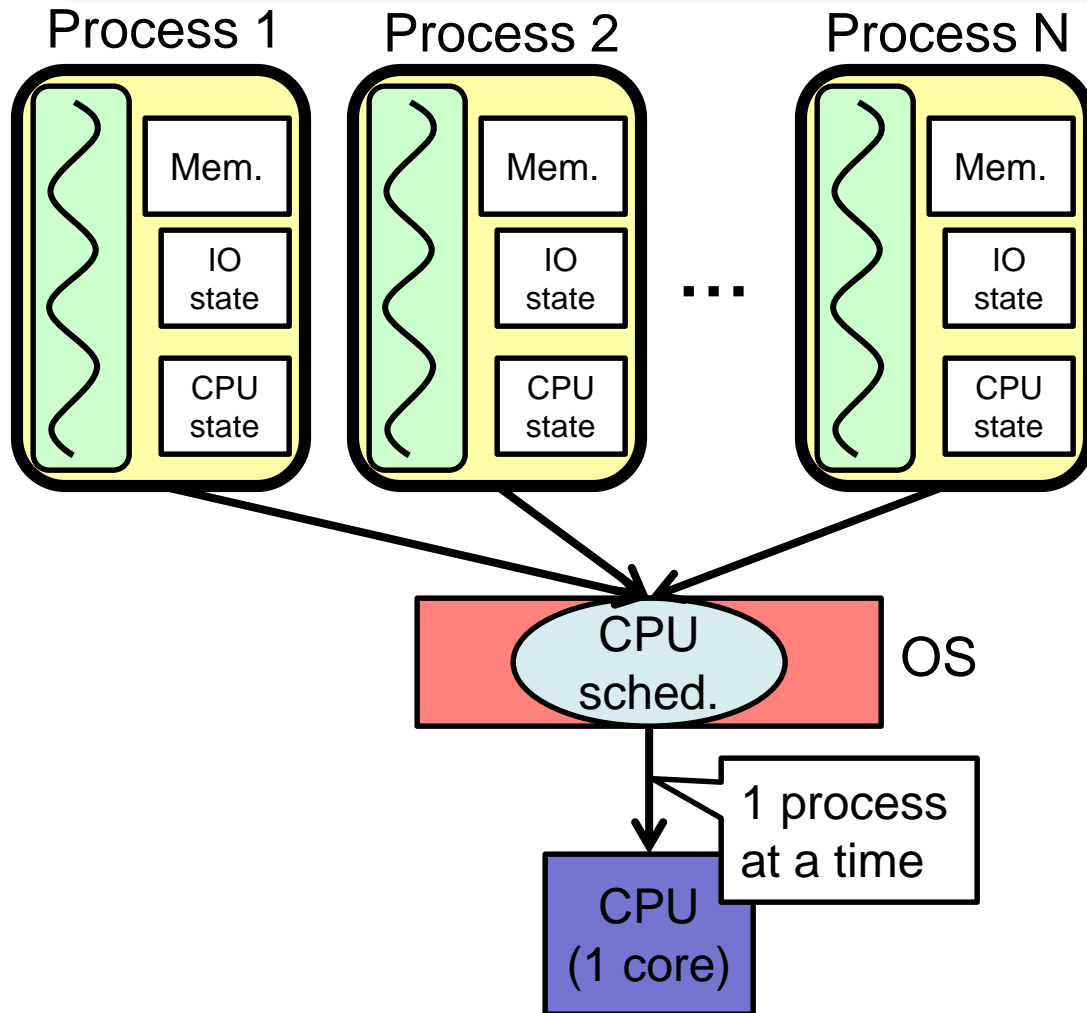 Process 1
Process 2
Process N
Mem.
IO
state
CPU
state
Mem.
IO
state
CPU
state
...
Mem.
IO
state
CPU
state
CPU
sched.
OS
1 process
at a time
CPU
(1 core)